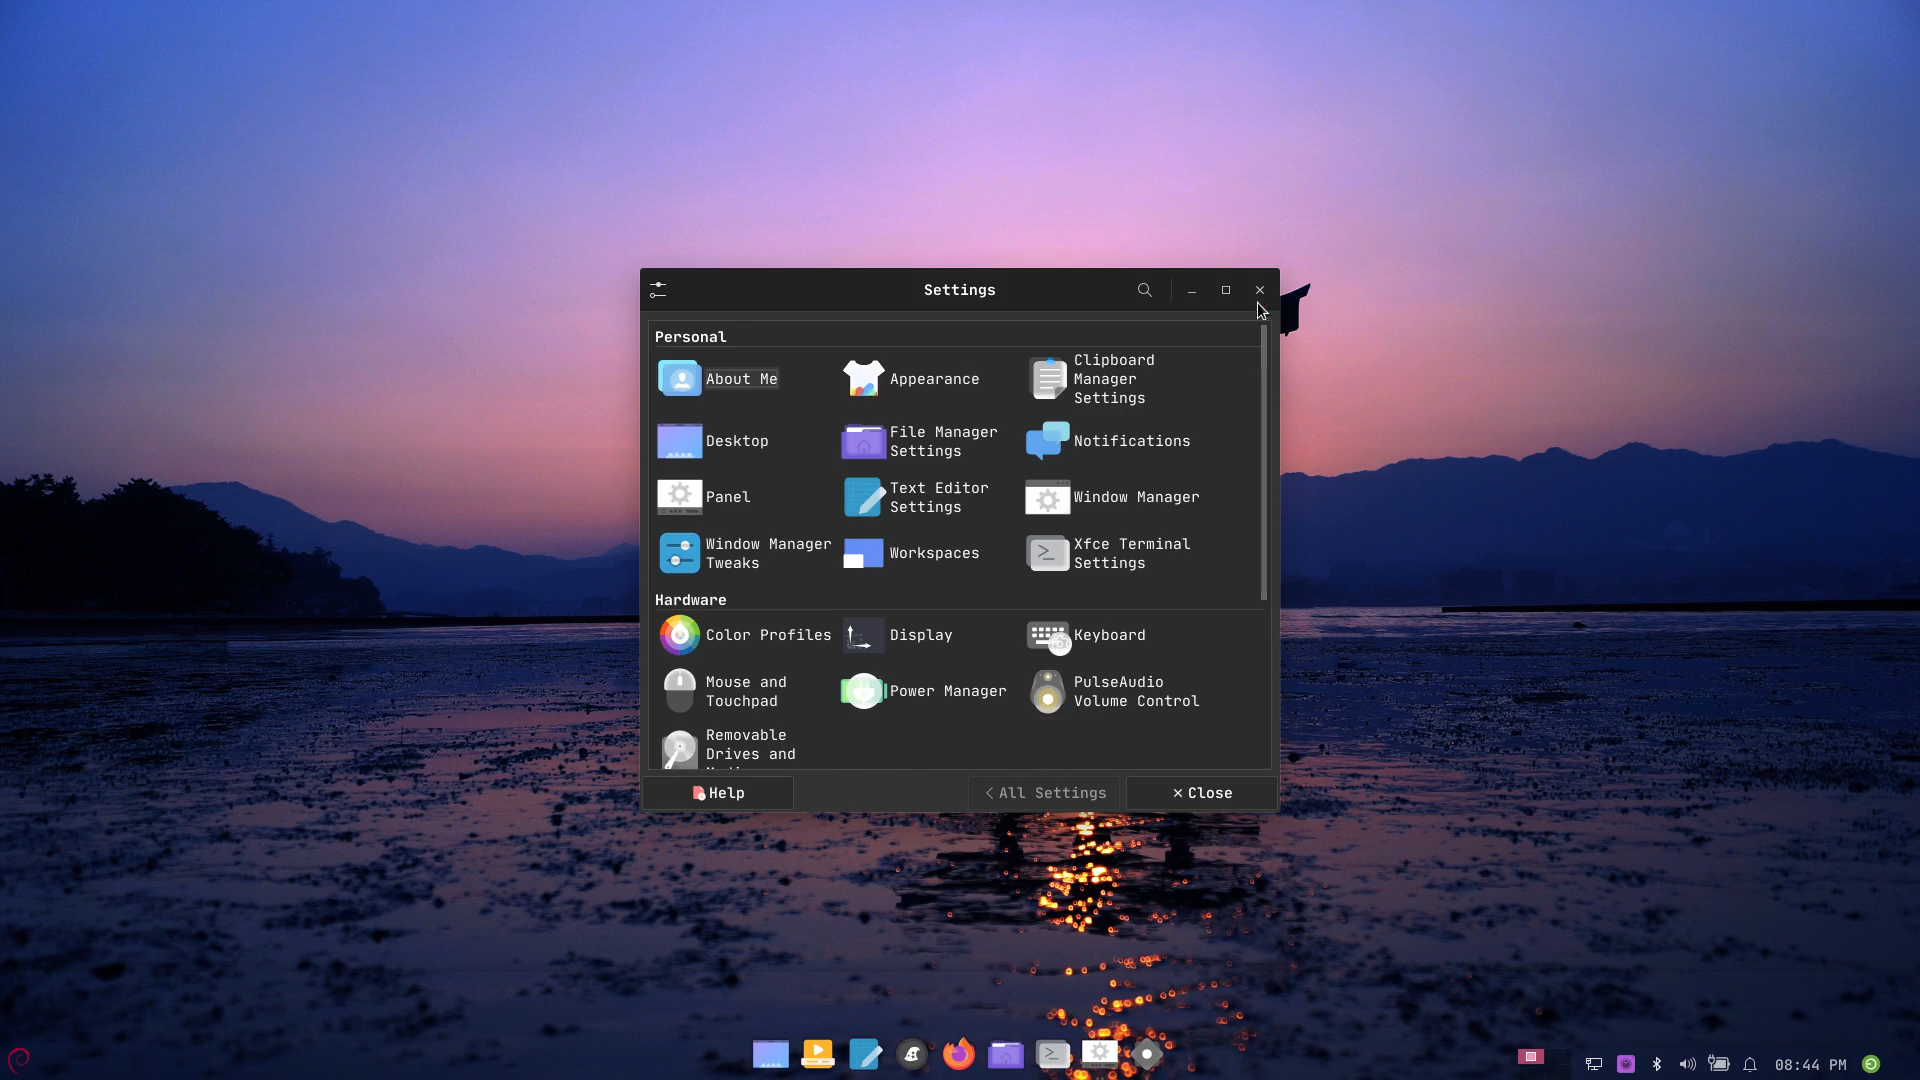 Settings
Personal
About Me
Appearance
Clipboard
Manager
Settings
Desktop
File Manager
Settings
Notifications
Panel
Text Editor
Settings
Window Manager
Window Manager
Tweaks
Workspaces
Xfce Terminal
Settings
Hardware
Color Profiles
Display
Keyboard
Mouse and
Touchpad
Power Manager
PulseAudio
Volume Control
Removable
Drives and
Help
All Settings
Close
08:44 PM